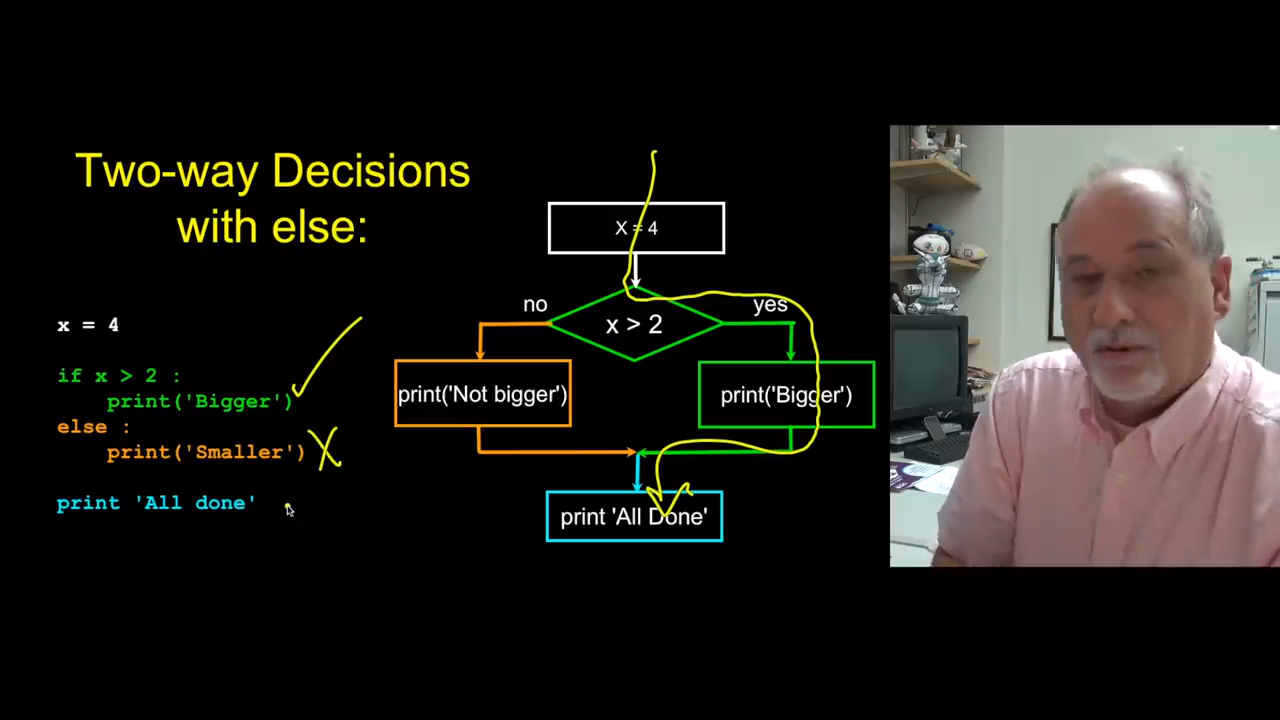 Two-way Decisions
with else:
x = 4
if x > 2 :
print('Bigger')
else :
print('Smaller')
print 'All done'
X = 4
no
yes
x > 2
print('Not bigger')
print('Bigger')
print 'All Done'